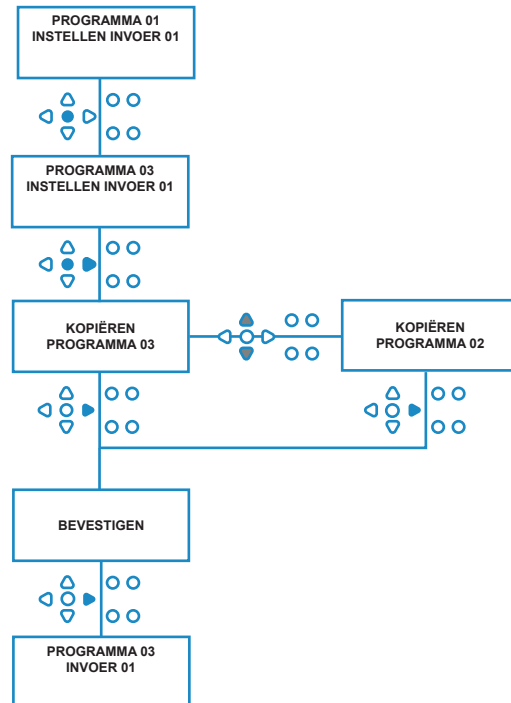 PROGRAMMA 01
INSTELLEN INVOER 01
PROGRAMMA 03
INSTELLEN INVOER 01
KOPIËREN
PROGRAMMA 03
KOPIËREN
PROGRAMMA 02
BEVESTIGEN
PROGRAMMA 03
INVOER 01